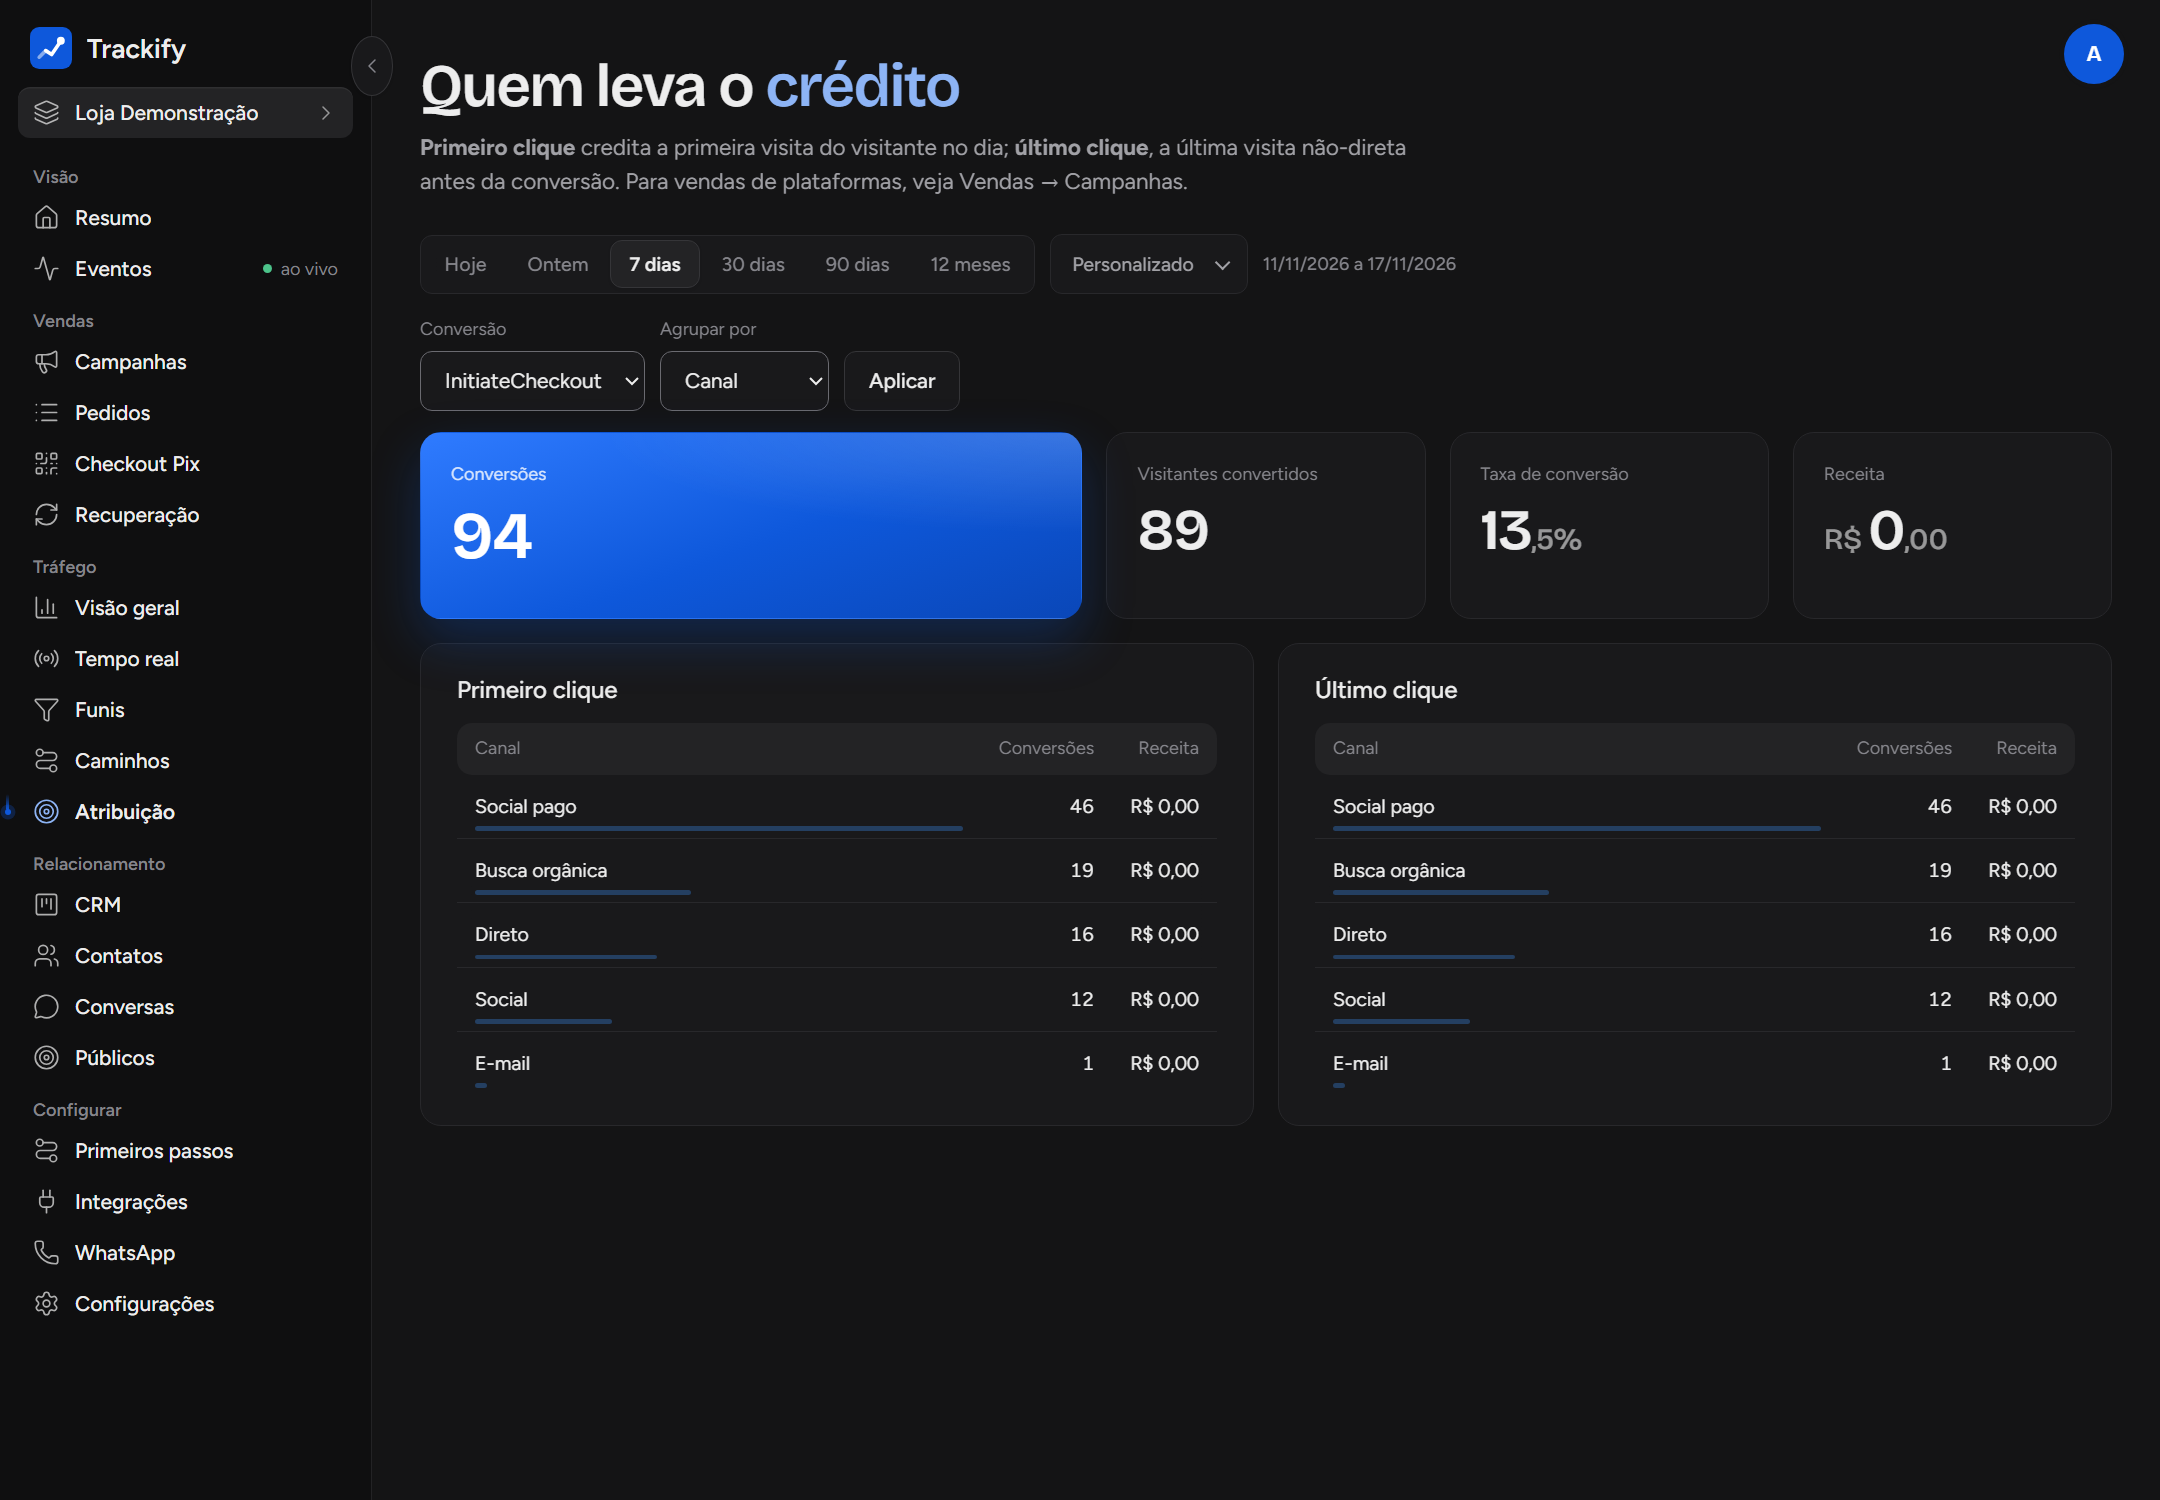 Trackify
Loja Demonstração
Visão
Resumo
Eventos
ao vivo
Vendas
Campanhas
Pedidos
Checkout Pix
Recuperação
Tráfego
Visão geral
Tempo real
Funis
Caminhos
Atribuição
Relacionamento
CRM
Contatos
Conversas
Públicos
Configurar
Primeiros passos
Integrações
WhatsApp
Configurações
A
Quem leva o crédito
Primeiro clique credita a primeira visita do visitante no dia; último clique, a última visita não-direta
antes da conversão. Para vendas de plataformas, veja Vendas → Campanhas.
Hoje Ontem 7 dias 30 dias 90 dias 12 meses Personalizado 11/11/2026 a 17/11/2026
Conversão Agrupar por
InitiateCheckout Canal Aplicar
Conversões
94
Visitantes convertidos
89
Taxa de conversão
13,5%
Receita
R$ 0,00
Primeiro clique
Canal Conversões Receita
Social pago 46 R$ 0,00
Busca orgânica 19 R$ 0,00
Direto 16 R$ 0,00
Social 12 R$ 0,00
E-mail 1 R$ 0,00
Último clique
Canal Conversões Receita
Social pago 46 R$ 0,00
Busca orgânica 19 R$ 0,00
Direto 16 R$ 0,00
Social 12 R$ 0,00
E-mail 1 R$ 0,00